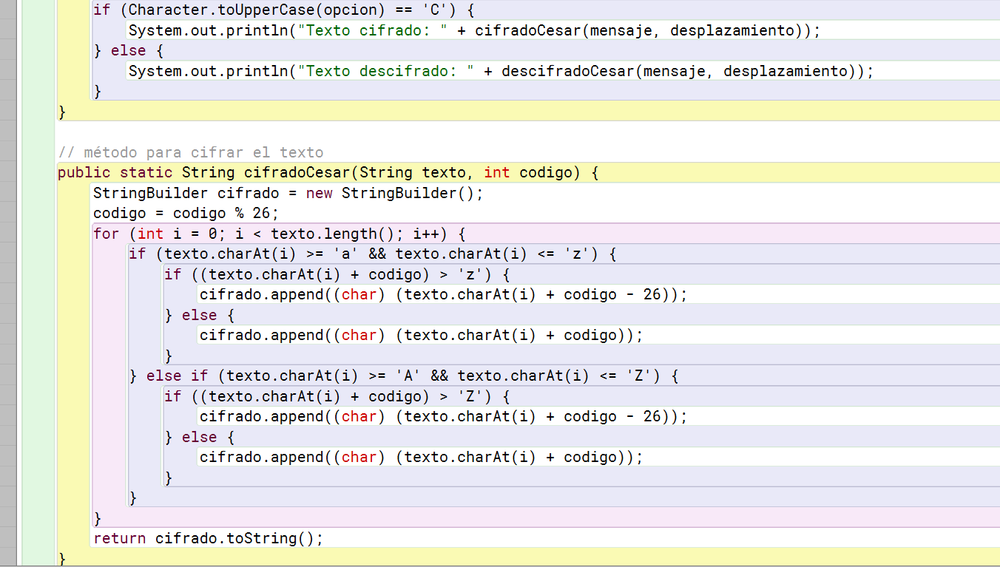 if (Character.toUpperCase(opcion) == 'C') {
System.out.println("Texto cifrado: " + cifradoCesar(mensaje, desplazamiento));
} else {
System.out.println("Texto descifrado: " + descifradoCesar(mensaje, desplazamiento));
}
}
// método para cifrar el texto
public static String cifradoCesar(String texto, int codigo) {
StringBuilder cifrado = new StringBuilder();
codigo = codigo % 26;
for (int i = 0; i < texto.length(); i++) {
if (texto.charAt(i) >= 'a' && texto.charAt(i) <= 'z') {
if ((texto.charAt(i) + codigo) > 'z') {
cifrado.append((char) (texto.charAt(i) + codigo - 26));
} else {
cifrado.append((char) (texto.charAt(i) + codigo));
}
} else if (texto.charAt(i) >= 'A' && texto.charAt(i) <= 'Z') {
if ((texto.charAt(i) + codigo) > 'Z') {
cifrado.append((char) (texto.charAt(i) + codigo - 26));
} else {
cifrado.append((char) (texto.charAt(i) + codigo));
}
}
}
return cifrado.toString();
}